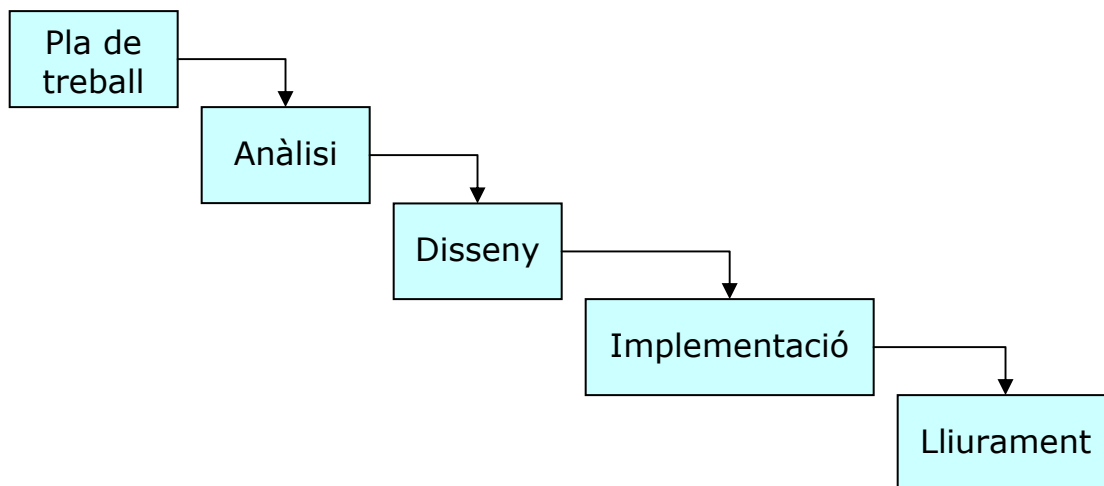 Pla de
treball
Anàlisi
Disseny
Implementació
Lliurament